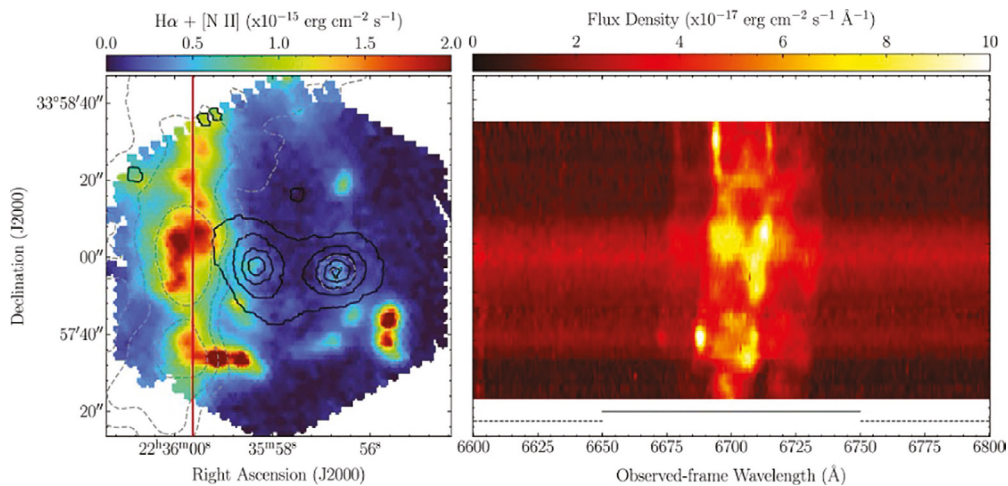 Hα + [N II] (x10⁻¹⁵ erg cm⁻² s⁻¹)
0.0 0.5 1.0 1.5 2.0
Declination (J2000)
33°58′40″
20″
00″
57′40″
20″
22ʰ36ᵐ00ˢ 35ˢ58 56ˢ
Right Ascension (J2000)
Flux Density (x10⁻¹⁷ erg cm⁻² s⁻¹ Å⁻¹)
0 2 4 6 8 10
6600 6625 6650 6675 6700 6725 6750 6775 6800
Observed-frame Wavelength (Å)